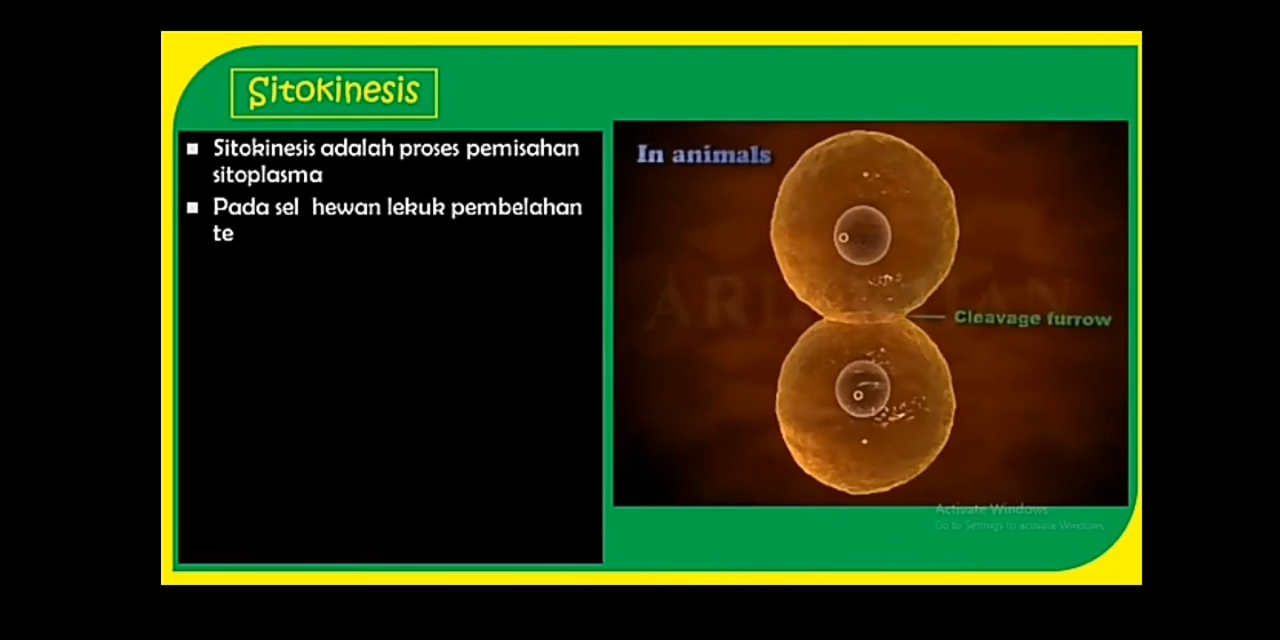 Sitokinesis
Sitokinesis adalah proses pemisahan
sitoplasma
Pada sel hewan lekuk pembelahan
te
In animals
Cleavage furrow
Activate Windows
Go to Settings to activate Windows.